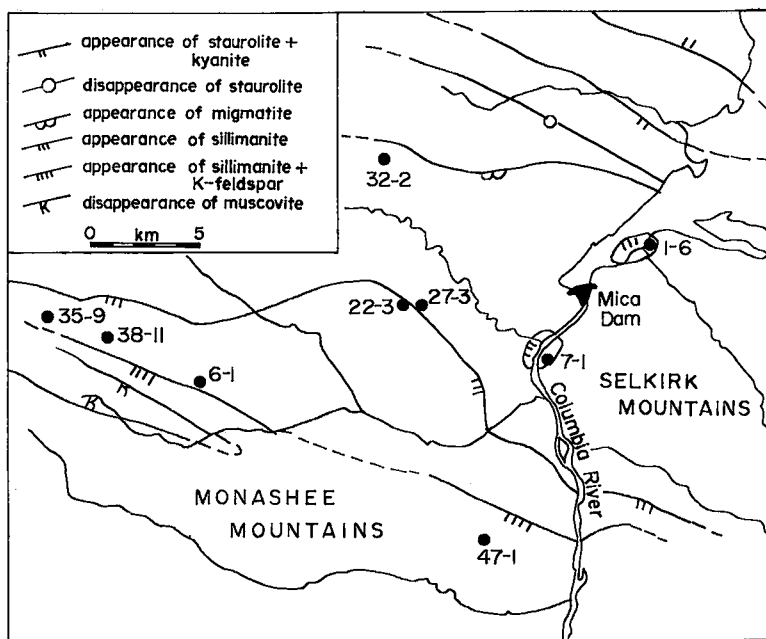 appearance of staurolite +
kyanite
disappearance of staurolite
appearance of migmatite
appearance of sillimanite
appearance of sillimanite +
K-feldspar
K
disappearance of muscovite
0 km 5
32-2
1-6
Mica
Dam
22-3
27-3
35-9
38-11
6-1
7-1
K
K
SELKIRK
MOUNTAINS
Columbia
River
MONASHEE
MOUNTAINS
47-1